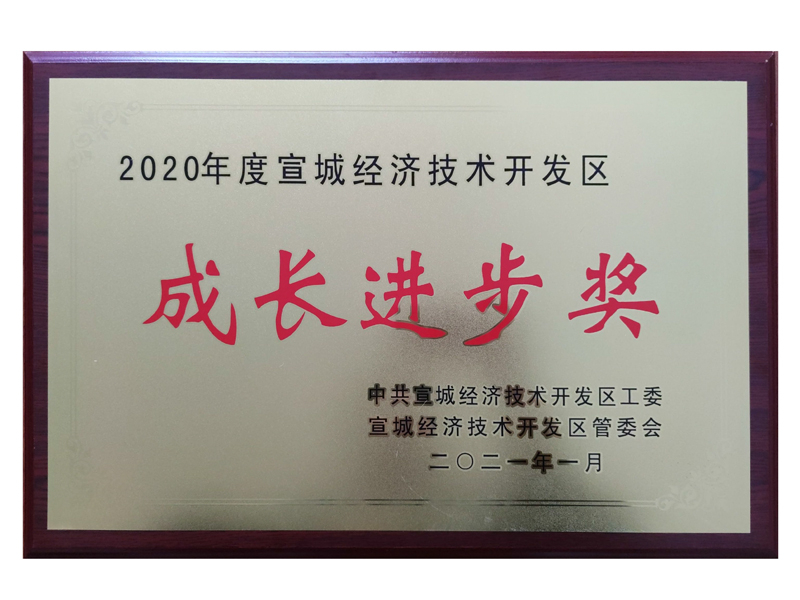 2020年度宣城经济技术开发区
成长进步奖
中共宣城经济技术开发区工委
宣城经济技术开发区管委会
二〇二一年一月